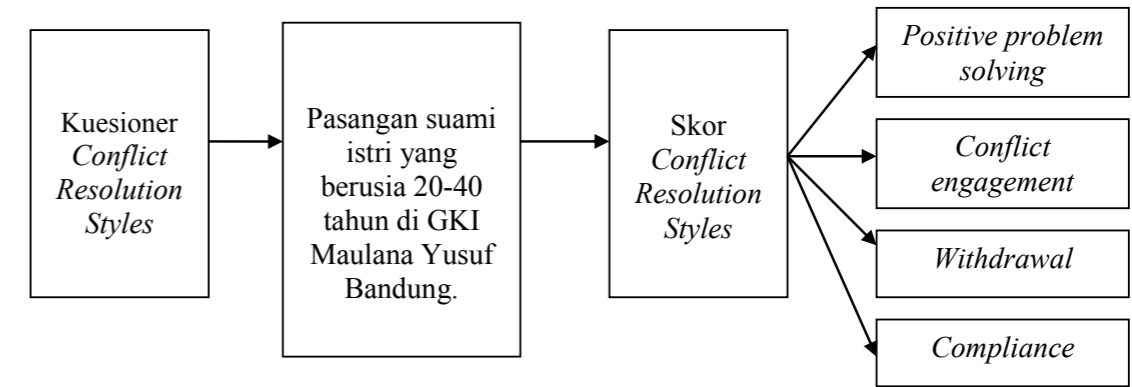 Kuesioner
Conflict
Resolution
Styles
Pasangan suami
istri yang
berusia 20-40
tahun di GKI
Maulana Yusuf
Bandung.
Skor
Conflict
Resolution
Styles
Positive problem
solving
Conflict
engagement
Withdrawal
Compliance